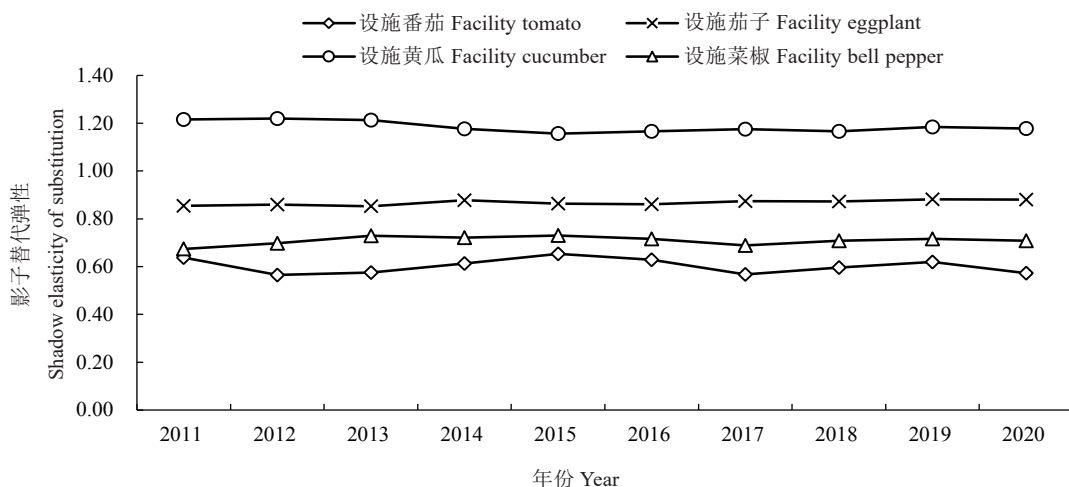 设施番茄 Facility tomato
设施茄子 Facility eggplant
设施黄瓜 Facility cucumber
设施菜椒 Facility bell pepper
影子替代弹性
Shadow elasticity of substitution
1.40
1.20
1.00
0.80
0.60
0.40
0.20
0.00
2011 2012 2013 2014 2015 2016 2017 2018 2019 2020
年份 Year